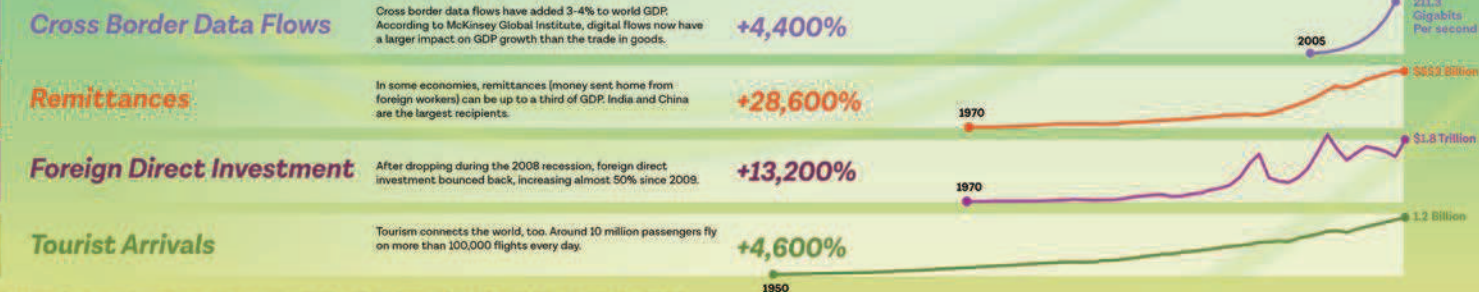 Cross Border Data Flows
Cross border data flows have added 3-4% to world GDP.
According to McKinsey Global Institute, digital flows now have
a larger impact on GDP growth than the trade in goods.
+4,400%
2005
211.3
Gigabits
Per second
Remittances
In some economies, remittances (money sent home from
foreign workers) can be up to a third of GDP. India and China
are the largest recipients.
+28,600%
1970
Billion
Foreign Direct Investment
After dropping during the 2008 recession, foreign direct
investment bounced back, increasing almost 50% since 2009.
+13,200%
1970
$1.8 Trillion
Tourist Arrivals
Tourism connects the world, too. Around 10 million passengers fly
on more than 100,000 flights every day.
+4,600%
1950
1.2 Billion